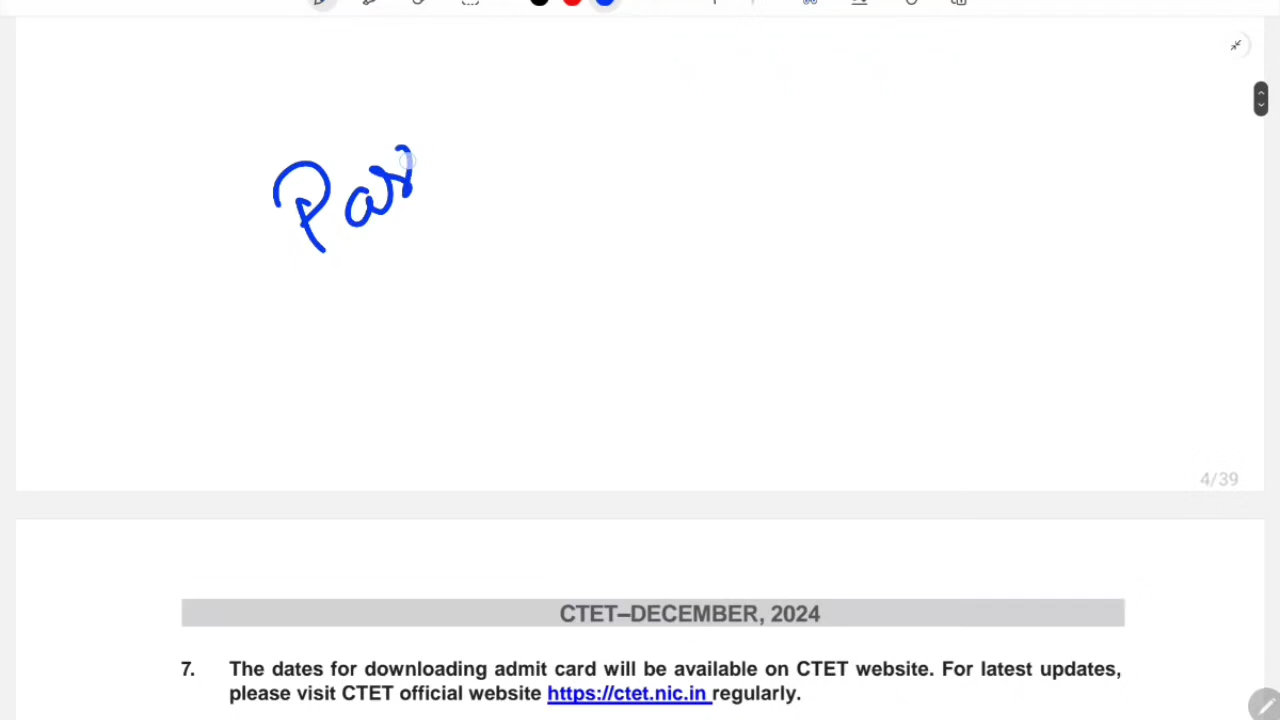 Par
4/39
CTET–DECEMBER, 2024
7. The dates for downloading admit card will be available on CTET website. For latest updates,
please visit CTET official website https://ctet.nic.in regularly.